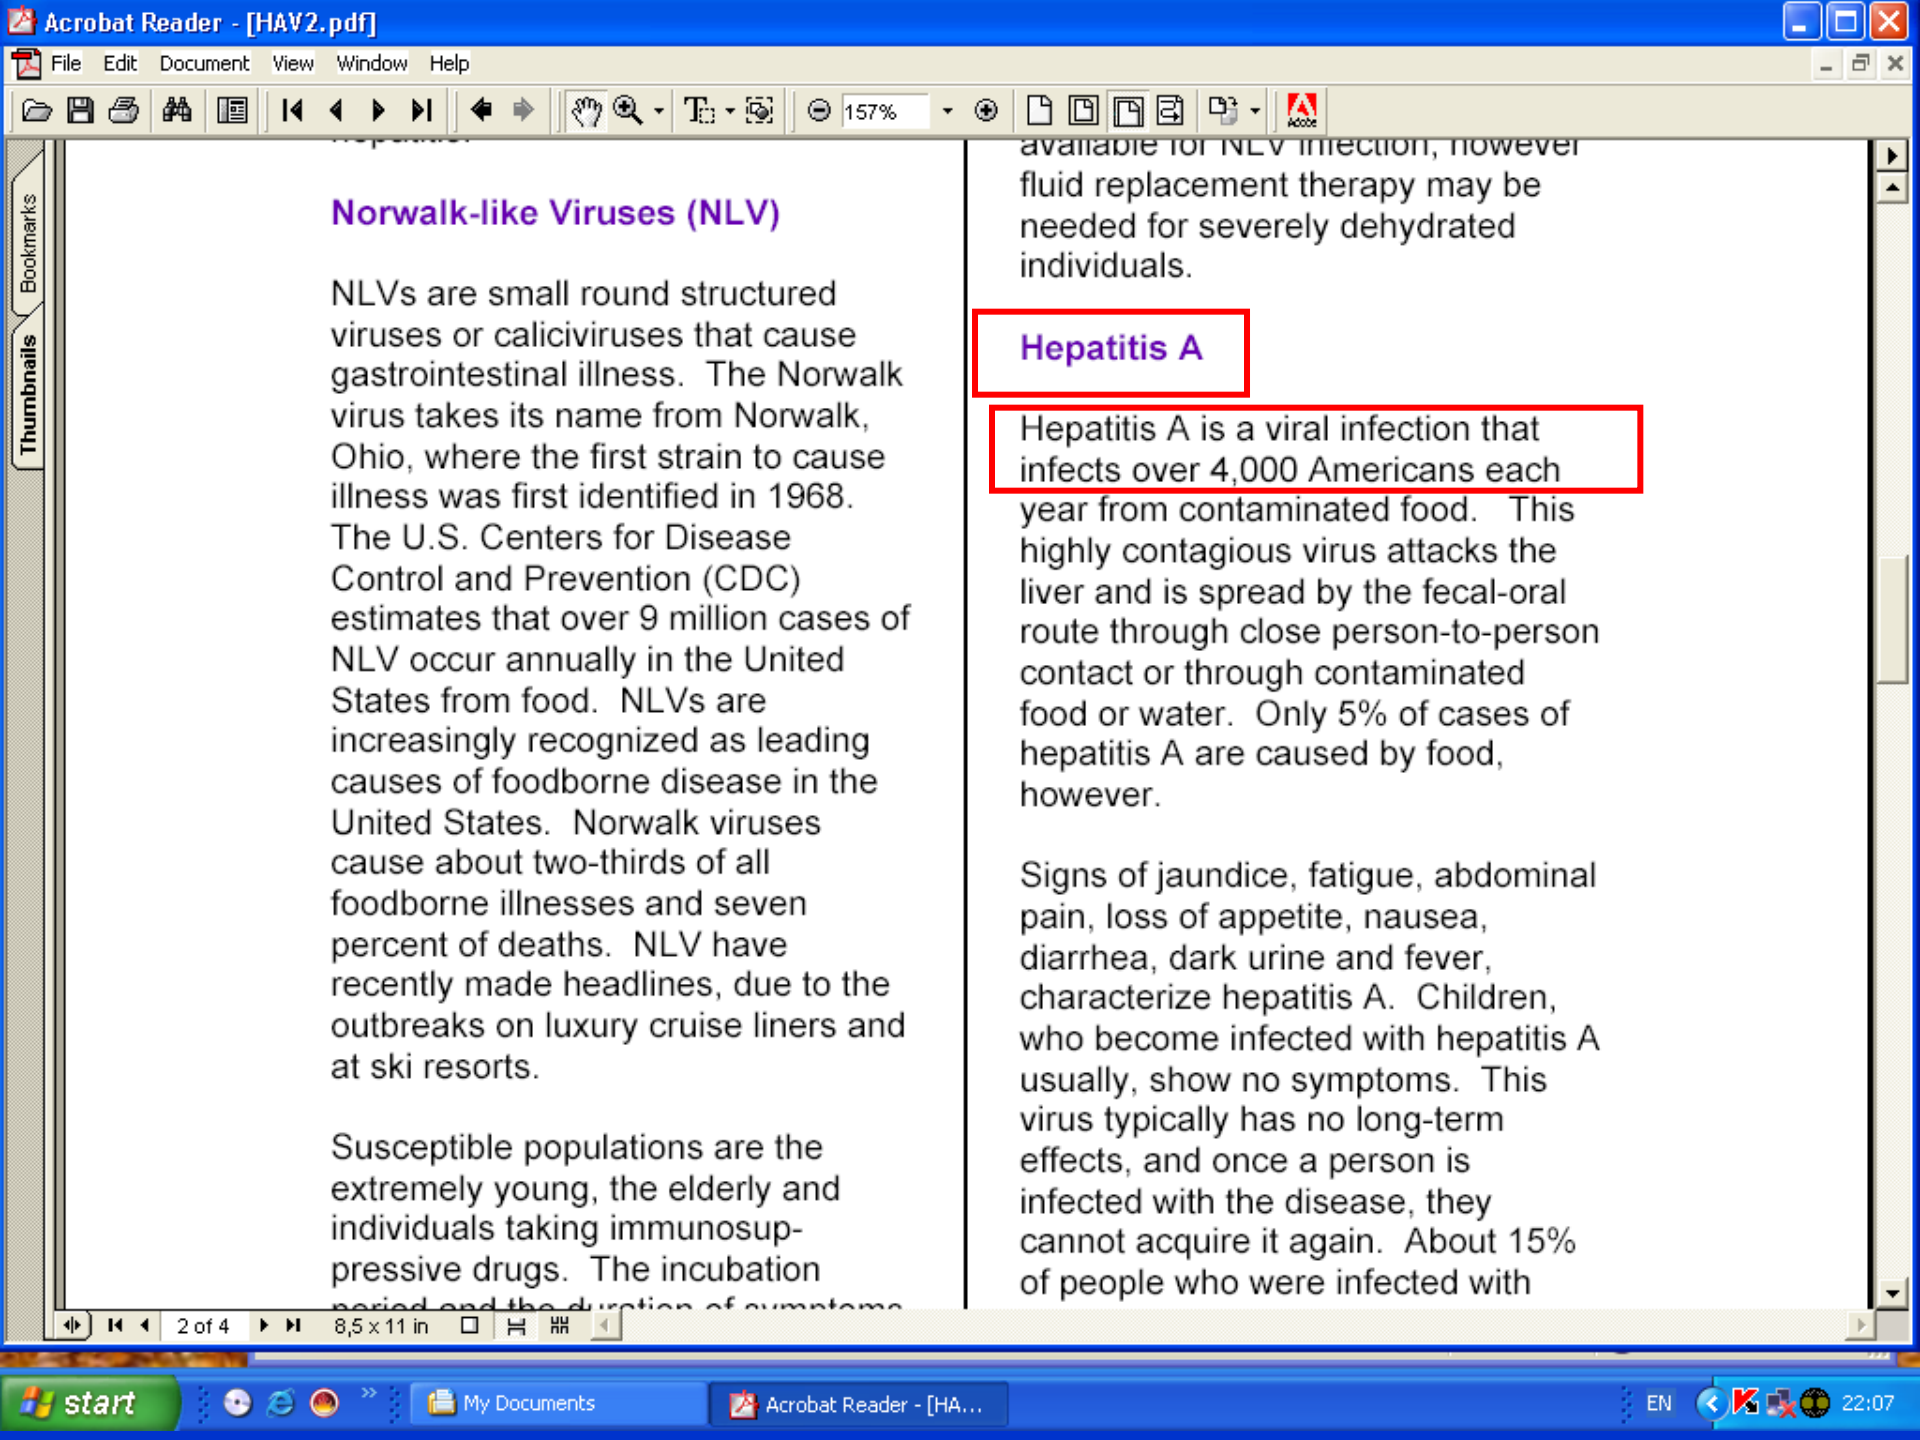 Acrobat Reader - [HAV2.pdf]
File Edit Document View Window Help
157%
Adobe
Bookmarks
Thumbnails
hepatitis.
Norwalk-like Viruses (NLV)
NLVs are small round structured
viruses or caliciviruses that cause
gastrointestinal illness. The Norwalk
virus takes its name from Norwalk,
Ohio, where the first strain to cause
illness was first identified in 1968.
The U.S. Centers for Disease
Control and Prevention (CDC)
estimates that over 9 million cases of
NLV occur annually in the United
States from food. NLVs are
increasingly recognized as leading
causes of foodborne disease in the
United States. Norwalk viruses
cause about two-thirds of all
foodborne illnesses and seven
percent of deaths. NLV have
recently made headlines, due to the
outbreaks on luxury cruise liners and
at ski resorts.
Susceptible populations are the
extremely young, the elderly and
individuals taking immunosup-
pressive drugs. The incubation
period and the duration of symptoms
available for NLV infection, however
fluid replacement therapy may be
needed for severely dehydrated
individuals.
Hepatitis A
Hepatitis A is a viral infection that
infects over 4,000 Americans each
year from contaminated food. This
highly contagious virus attacks the
liver and is spread by the fecal-oral
route through close person-to-person
contact or through contaminated
food or water. Only 5% of cases of
hepatitis A are caused by food,
however.
Signs of jaundice, fatigue, abdominal
pain, loss of appetite, nausea,
diarrhea, dark urine and fever,
characterize hepatitis A. Children,
who become infected with hepatitis A
usually, show no symptoms. This
virus typically has no long-term
effects, and once a person is
infected with the disease, they
cannot acquire it again. About 15%
of people who were infected with
2 of 4 8,5 x 11 in
start My Documents Acrobat Reader - [HA... EN 22:07